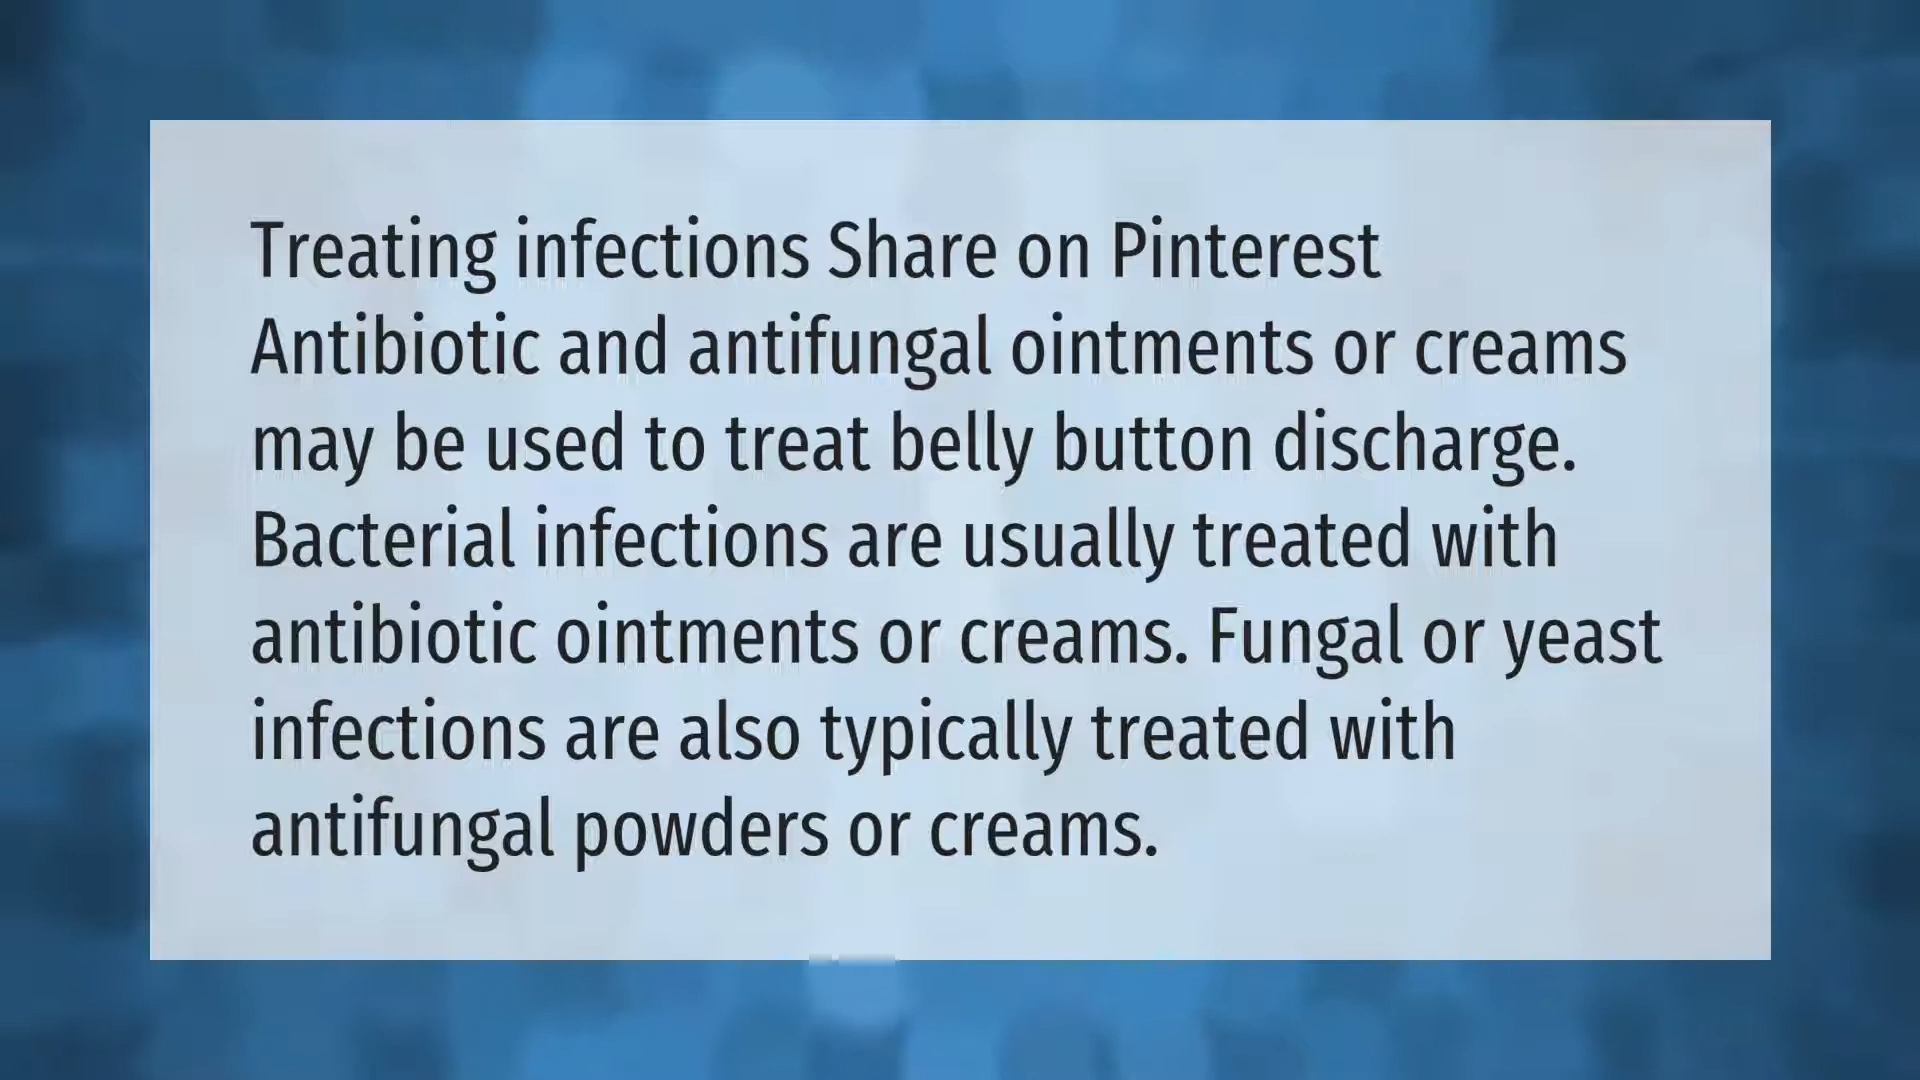 Treating infections Share on Pinterest
Antibiotic and antifungal ointments or creams
may be used to treat belly button discharge.
Bacterial infections are usually treated with
antibiotic ointments or creams. Fungal or yeast
infections are also typically treated with
antifungal powders or creams.